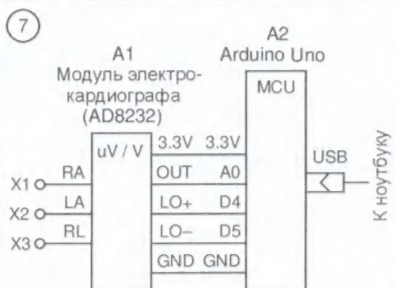 7
A1
Модуль электро-
кардиографа
(AD8232)
A2
Arduino Uno
uV / V
MCU
3.3V 3.3V
X1 RA OUT A0
X2 LA LO+ D4
X3 RL LO– D5
GND GND
USB
К ноутбуку